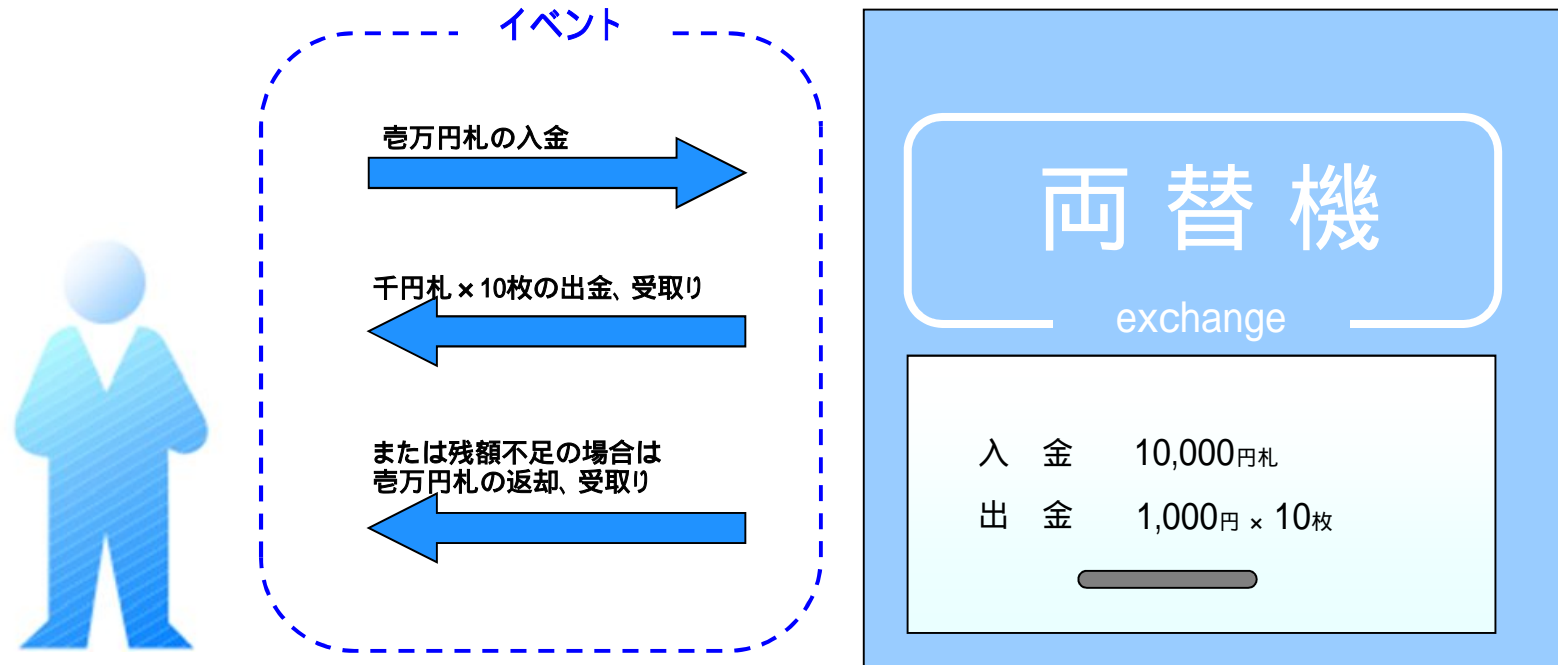 イベント
壱万円札の入金
千円札×10枚の出金、受取り
または残額不足の場合は
壱万円札の返却、受取り
両替機
exchange
入 金 10,000円札
出 金 1,000円 × 10枚